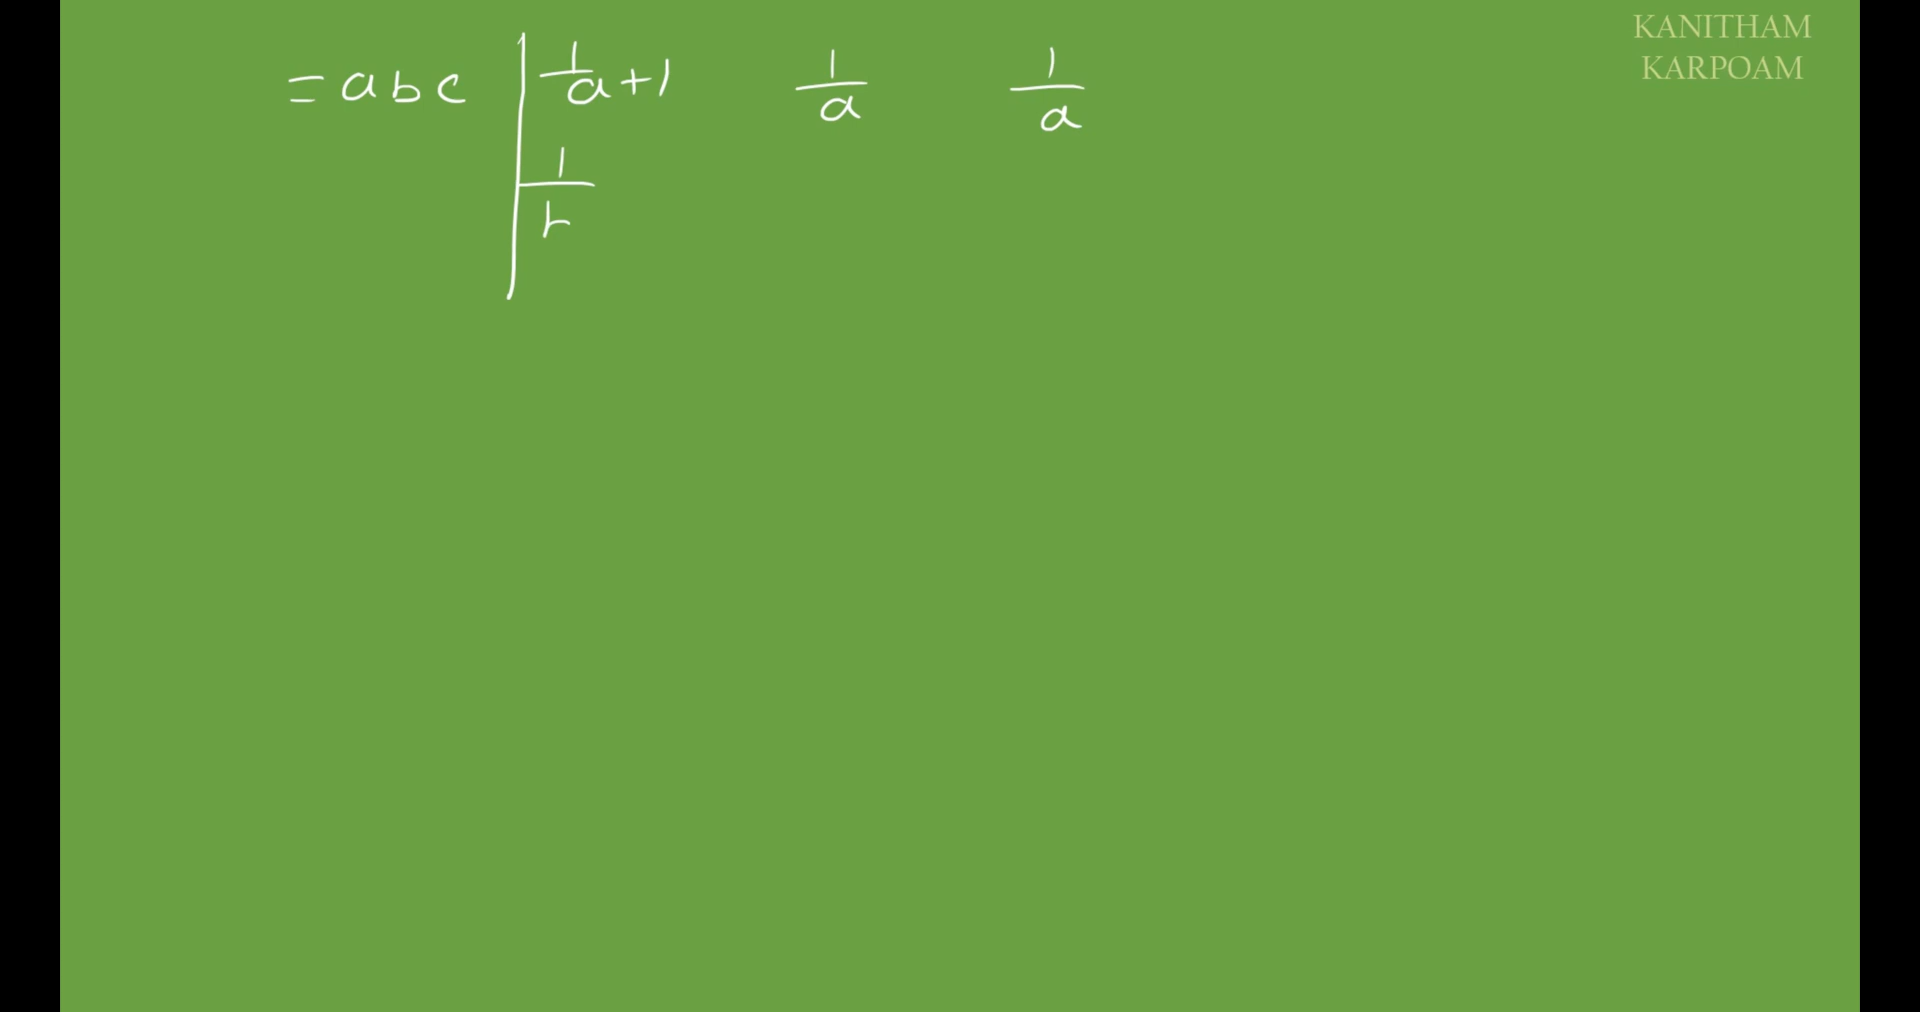 KANITHAM
KARPOAM
= abc | 1/a+1 1/a 1/a
1/